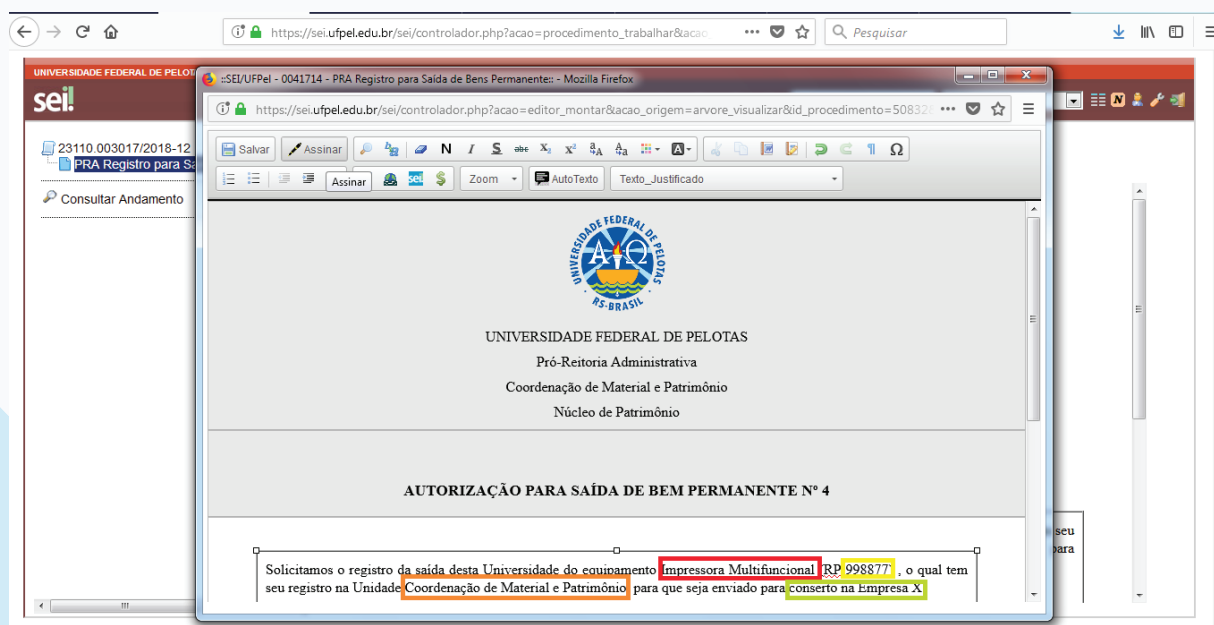 https://sei.ufpel.edu.br/sei/controlador.php?acao=procedimento_trabalhar&acao
Pesquisar
UNIVERSIDADE FEDERAL DE PELOT
sei!
::SEI/UFPel - 0041714 - PRA Registro para Saída de Bens Permanente:: - Mozilla Firefox
https://sei.ufpel.edu.br/sei/controlador.php?acao=editor_montar&acao_origem=arvore_visualizar&id_procedimento=50832
23110.003017/2018-12
PRA Registro para Sa
Consultar Andamento
Salvar Assinar N I S abc X₂ x² Ω
Assinar sei! $ Zoom AutoTexto Texto_Justificado
UNIVERSIDADE FEDERAL DE PELOTAS
RS-BRASIL
UNIVERSIDADE FEDERAL DE PELOTAS
Pró-Reitoria Administrativa
Coordenação de Material e Patrimônio
Núcleo de Patrimônio
AUTORIZAÇÃO PARA SAÍDA DE BEM PERMANENTE Nº 4
Solicitamos o registro da saída desta Universidade do equipamento Impressora Multifuncional (RP 998877) , o qual tem
seu registro na Unidade Coordenação de Material e Patrimônio para que seja enviado para conserto na Empresa X
seu
para